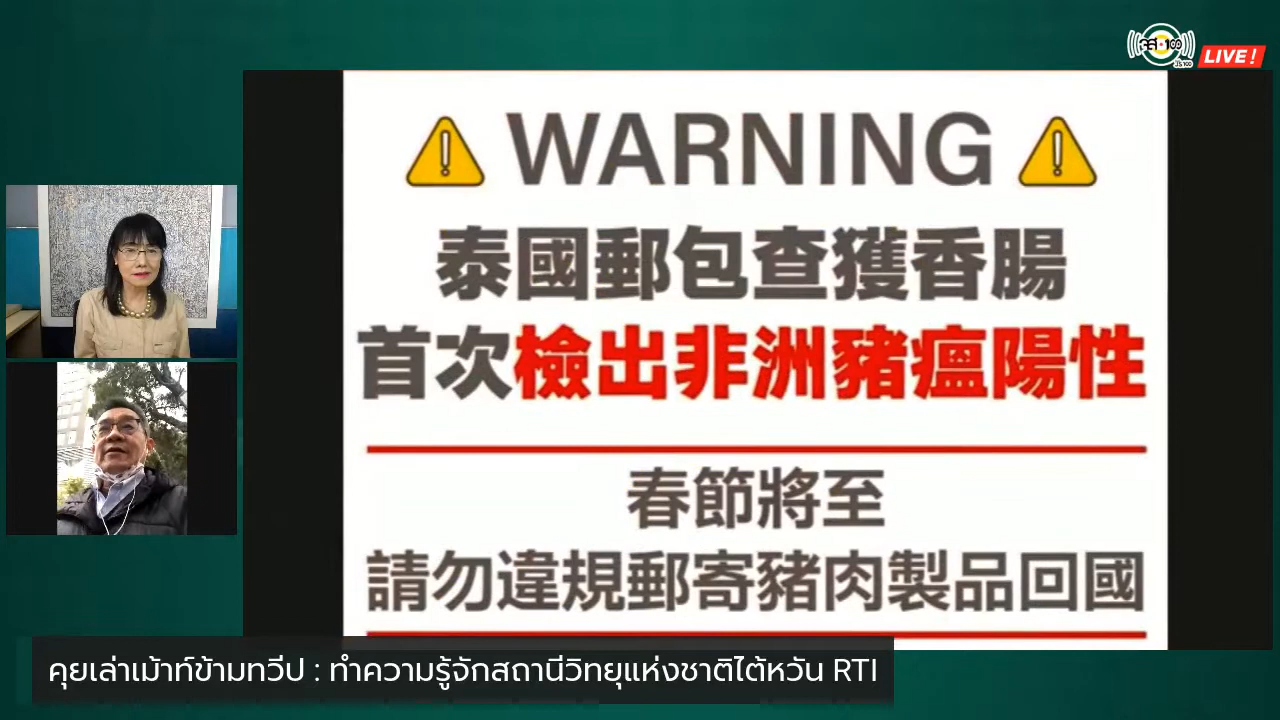 จส.100
JS100
LIVE!
WARNING
泰國郵包查獲香腸
首次檢出非洲豬瘟陽性
春節將至
請勿違規郵寄豬肉製品回國
คุยเล่าเม้าท์ข้ามทวีป : ทำความรู้จักสถานีวิทยุแห่งชาติไต้หวัน RTI